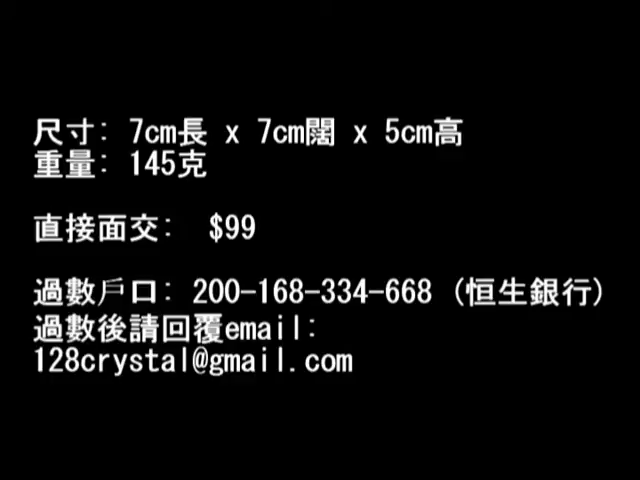 尺寸: 7cm長 x 7cm闊 x 5cm高
重量: 145克
直接面交: $99
過數戶口: 200-168-334-668 (恒生銀行)
過數後請回覆email:
128crystal@gmail.com